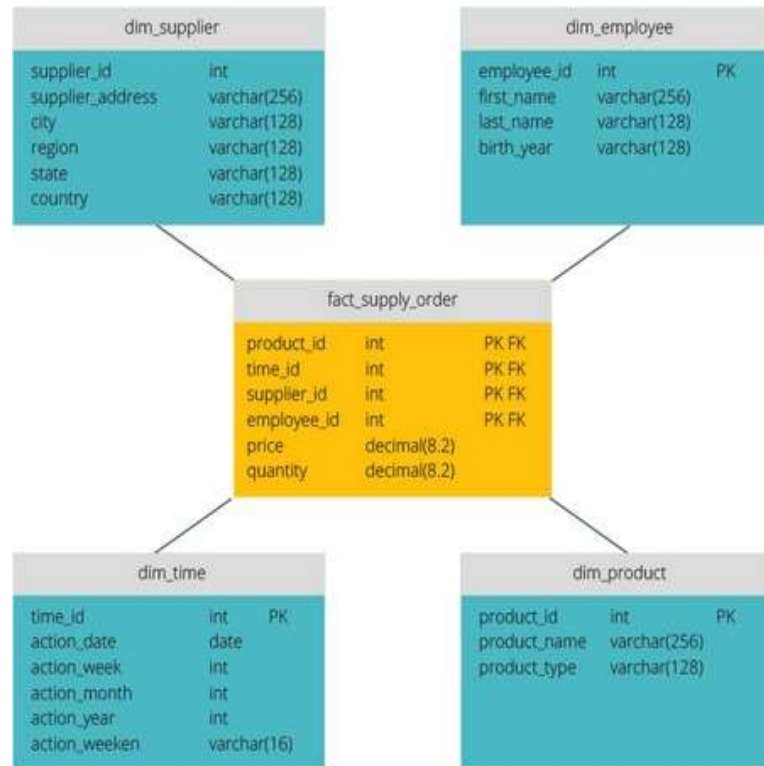 dim_supplier
supplier_id int
supplier_address varchar(256)
city varchar(128)
region varchar(128)
state varchar(128)
country varchar(128)
dim_employee
employee_id int PK
first_name varchar(256)
last_name varchar(128)
birth_year varchar(128)
fact_supply_order
product_id int PK FK
time_id int PK FK
supplier_id int PK FK
employee_id int PK FK
price decimal(8.2)
quantity decimal(8.2)
dim_time
time_id int PK
action_date date
action_week int
action_month int
action_year int
action_weeken varchar(16)
dim_product
product_id int PK
product_name varchar(256)
product_type varchar(128)